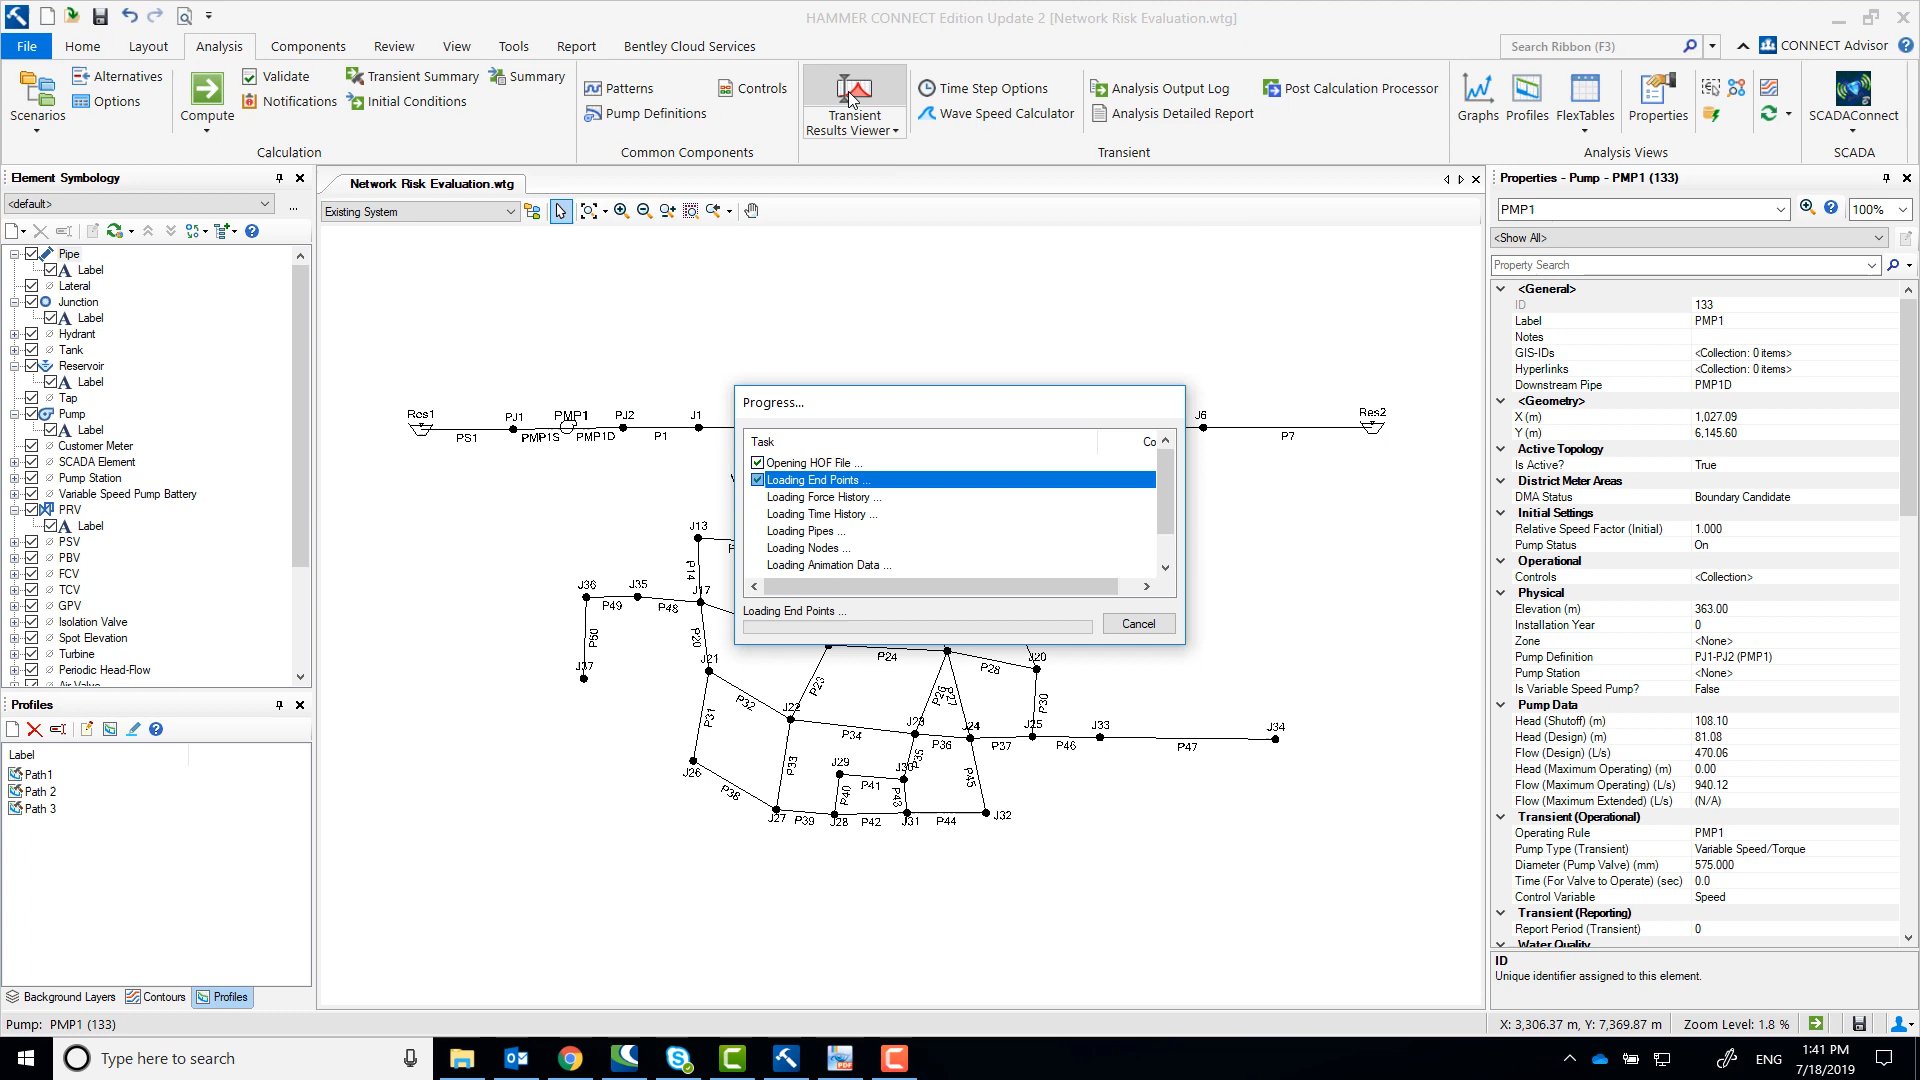 HAMMER CONNECT Edition Update 2 [Network Risk Evaluation.wtg]
File Home Layout Analysis Components Review View Tools Report Bentley Cloud Services
Search Ribbon (F3)
CONNECT Advisor
Scenarios
Alternatives
Options
Compute
Validate
Notifications
Transient Summary
Initial Conditions
Summary
Calculation
Patterns
Pump Definitions
Controls
Common Components
Transient
Results Viewer
Time Step Options
Wave Speed Calculator
Analysis Output Log
Analysis Detailed Report
Post Calculation Processor
Transient
Graphs
Profiles
FlexTables
Properties
Analysis Views
SCADAConnect
SCADA
Element Symbology
<default>
...
Pipe
Label
Lateral
Junction
Label
Hydrant
Tank
Reservoir
Label
Tap
Pump
Label
Customer Meter
SCADA Element
Pump Station
Variable Speed Pump Battery
PRV
Label
PSV
PBV
FCV
TCV
GPV
Isolation Valve
Spot Elevation
Turbine
Periodic Head-Flow
Air Valve
Profiles
Label
Path1
Path 2
Path 3
Background Layers
Contours
Profiles
Network Risk Evaluation.wtg
Existing System
Res1
PS1
PJ1
PMP1
PMP1S
PMP1D
PJ2
P1
J1
J6
P7
Res2
Progress...
Task
Co
Opening HOF File ...
Loading End Points ...
Loading Force History ...
Loading Time History ...
Loading Pipes ...
Loading Nodes ...
Loading Animation Data ...
Loading End Points ...
Cancel
J13
P14
J36
P49
J35
P48
J17
P50
J37
P20
J21
P24
P28
J20
P23
P26
P27
P30
P32
P31
J22
P34
J23
P36
J24
P37
J25
P46
J33
P47
J34
P33
P35
J26
P38
J29
P41
J30
P45
P40
P43
J27
P39
J28
P42
J31
P44
J32
Properties - Pump - PMP1 (133)
PMP1
100%
<Show All>
Property Search
<General>
ID 133
Label PMP1
Notes
GIS-IDs <Collection: 0 items>
Hyperlinks <Collection: 0 items>
Downstream Pipe PMP1D
<Geometry>
X (m) 1,027.09
Y (m) 6,145.60
Active Topology
Is Active? True
District Meter Areas
DMA Status Boundary Candidate
Initial Settings
Relative Speed Factor (Initial) 1.000
Pump Status On
Operational
Controls <Collection>
Physical
Elevation (m) 363.00
Installation Year 0
Zone <None>
Pump Definition PJ1-PJ2 (PMP1)
Pump Station <None>
Is Variable Speed Pump? False
Pump Data
Head (Shutoff) (m) 108.10
Head (Design) (m) 81.08
Flow (Design) (L/s) 470.06
Head (Maximum Operating) (m) 0.00
Flow (Maximum Operating) (L/s) 940.12
Flow (Maximum Extended) (L/s) (N/A)
Transient (Operational)
Operating Rule PMP1
Pump Type (Transient) Variable Speed/Torque
Diameter (Pump Valve) (mm) 575.000
Time (For Valve to Operate) (sec) 0.0
Control Variable Speed
Transient (Reporting)
Report Period (Transient) 0
Water Quality
ID
Unique identifier assigned to this element.
Pump: PMP1 (133)
X: 3,306.37 m, Y: 7,369.87 m
Zoom Level: 1.8 %
Type here to search
ENG
1:41 PM
7/18/2019